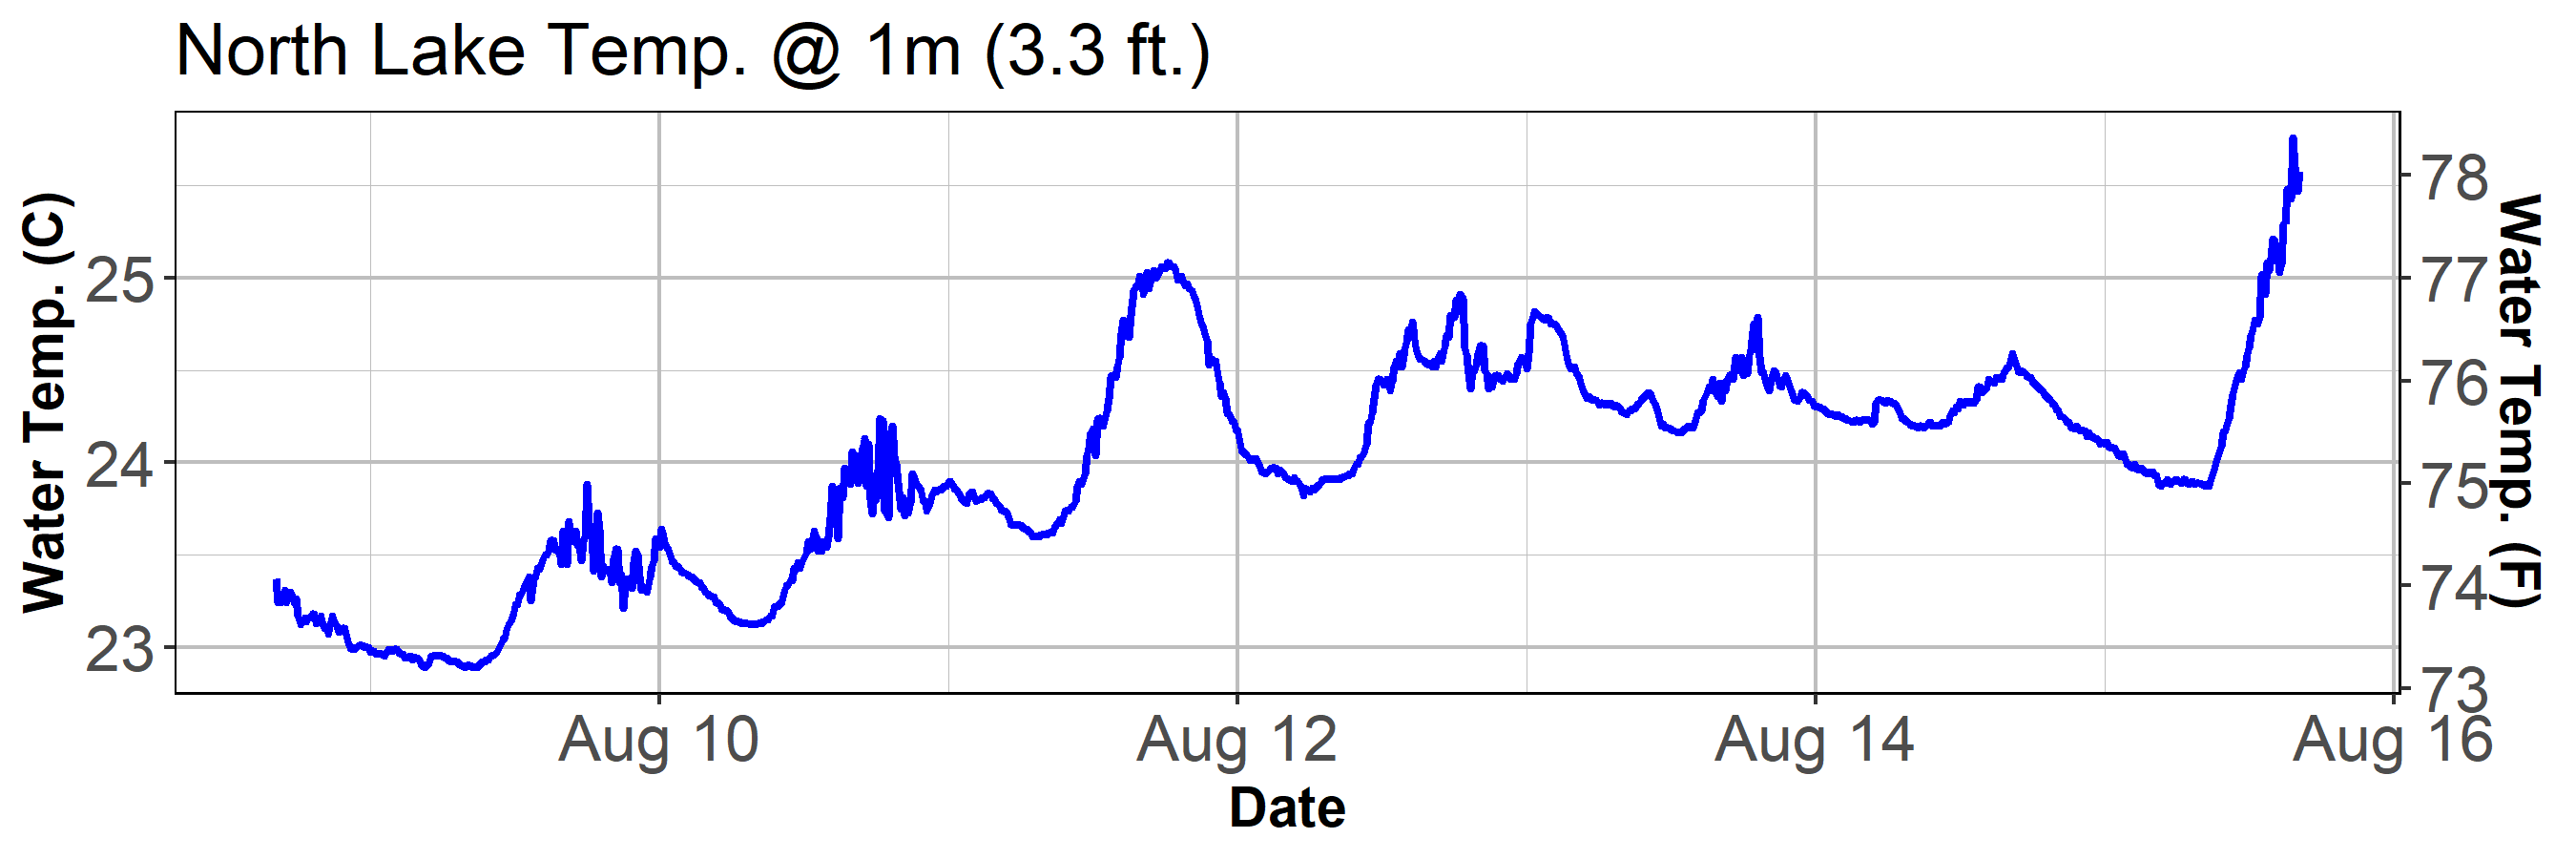 North Lake Temp. @ 1m (3.3 ft.)
Water Temp. (C)
25
24
23
78
77
76
75
74
73
Water Temp. (F)
Aug 10
Aug 12
Aug 14
Aug 16
Date